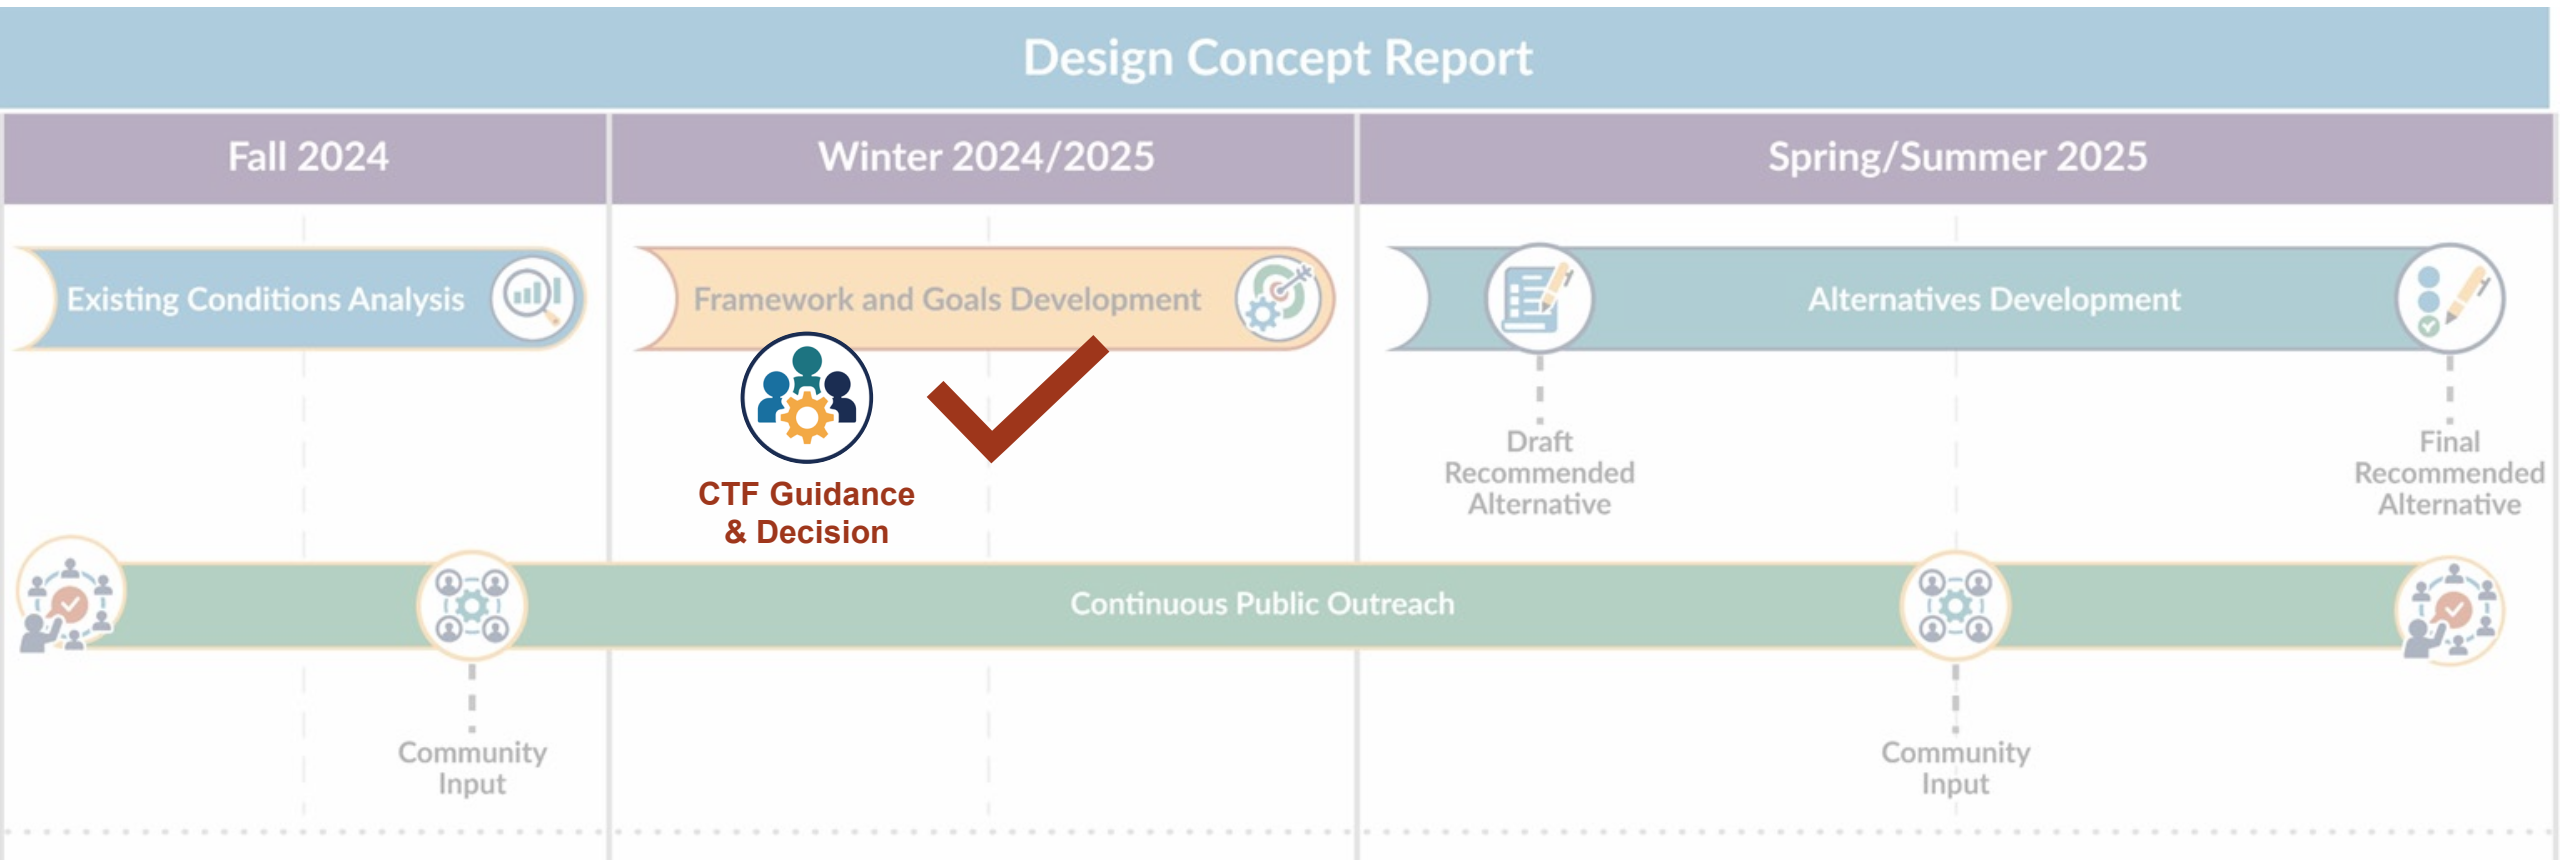 Design Concept Report
Fall 2024
Winter 2024/2025
Spring/Summer 2025
Existing Conditions Analysis
Framework and Goals Development
Alternatives Development
CTF Guidance
& Decision
Draft
Recommended
Alternative
Final
Recommended
Alternative
Continuous Public Outreach
Community
Input
Community
Input